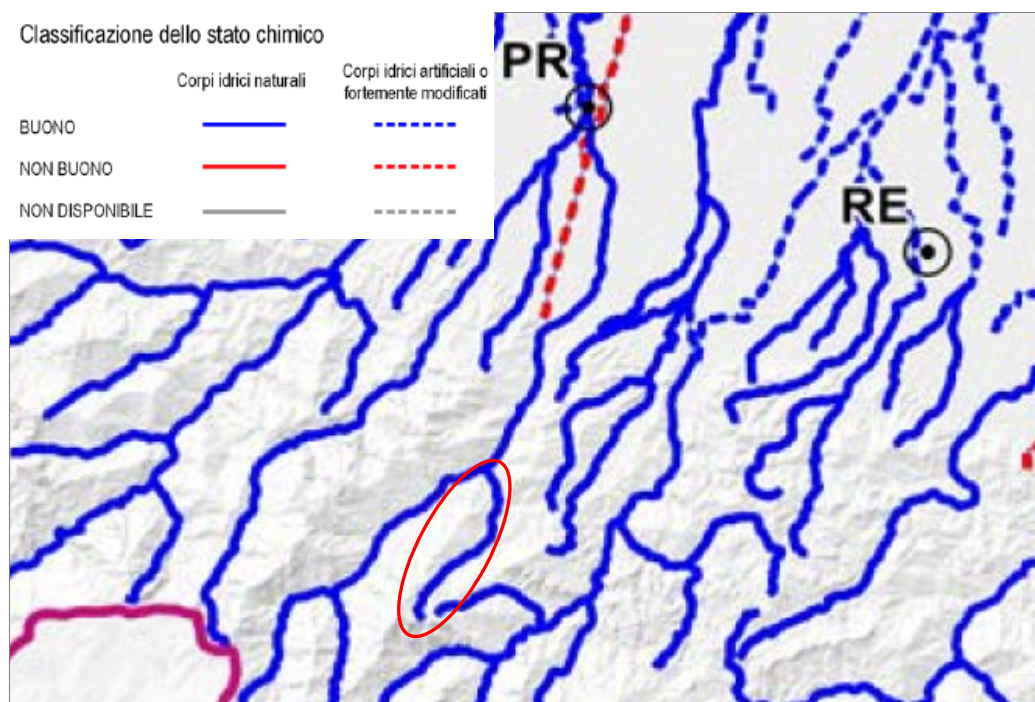 Classificazione dello stato chimico
Corpi idrici naturali
Corpi idrici artificiali o
fortemente modificati
BUONO
NON BUONO
NON DISPONIBILE
PR
RE